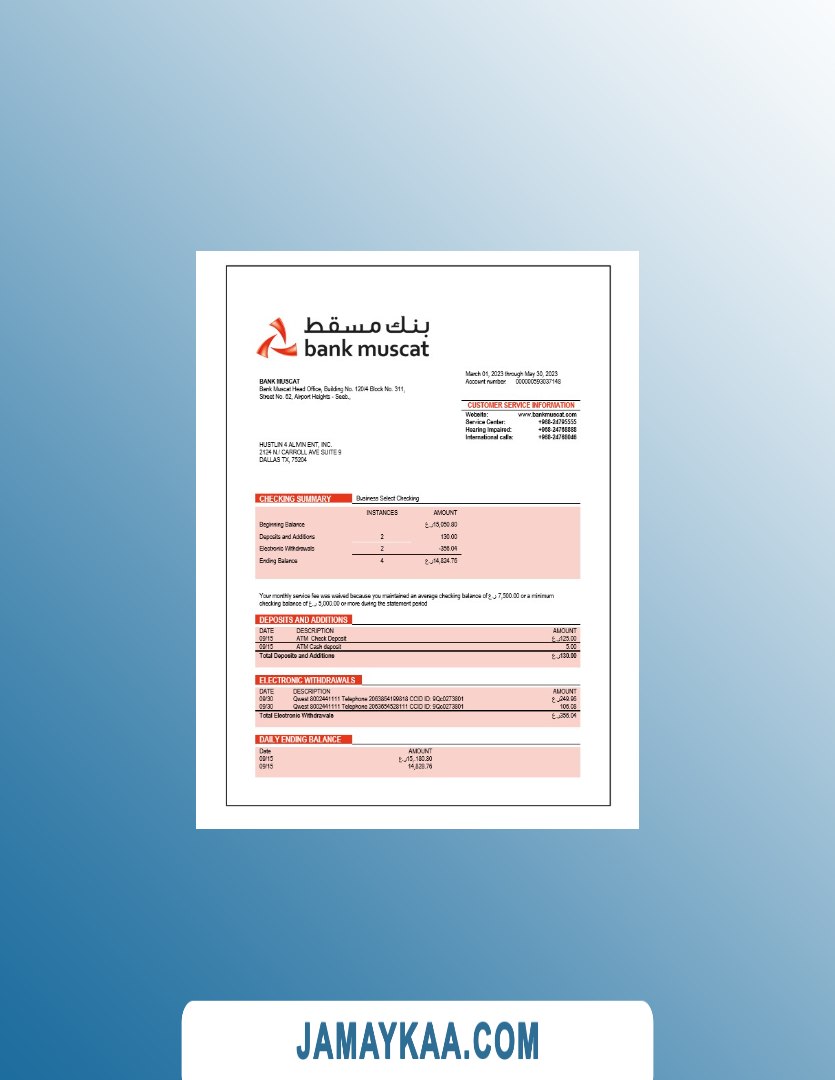 بنك مسقط
bank muscat
March 01, 2023 through May 30, 2023
Account number: 000000593037148
BANK MUSCAT
Bank Muscat Head Office, Building No. 120/4 Block No. 311,
Street No. 62, Airport Heights - Seeb.,
CUSTOMER SERVICE INFORMATION
Website: www.bankmuscat.com
Service Center: +968-24795555
Hearing Impaired: +968-24768888
International calls:
HUSTLIN 4 ALIVIN ENT, INC.
2124 N./ CARROLL AVE SUITE 9
DALLAS TX, 75204
CHECKING SUMMARY Business Select Checking
INSTANCES AMOUNT
Beginning Balance ر.ع15,050.80
Deposits and Additions 2 130.00
Electronic Withdrawals 2 -356.04
Ending Balance 4 ر.ع14,824.76
Your monthly service fee was waived because you maintained an average checking balance of ر.ع 7,500.00 or a minimum
checking balance of ر.ع 5,000.00 or more during the statement period
DEPOSITS AND ADDITIONS
DATE DESCRIPTION AMOUNT
09/15 ATM Check Deposit ر.ع125.00
09/15 ATM Cash deposit 5.00
Total Deposits and Additions ر.ع130.00
ELECTRONIC WITHDRAWALS
DATE DESCRIPTION AMOUNT
09/30 Qwest 8002441111 Telephone 2063854199818 CCID ID: 9Qc0273801 ر.ع249.96
09/30 Qwest 8002441111 Telephone 2063654528111 CCID ID: 9Qc0273801 106.08
Total Electronic Withdrawals ر.ع356.04
DAILY ENDING BALANCE
Date AMOUNT
09/15 ر.ع15,.180.80
09/15 14,828.76
JAMAYKAA.COM